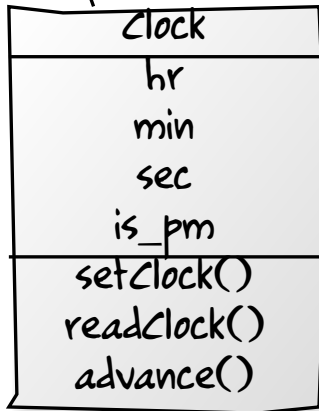 Clock
hr
min
sec
is_pm
setClock()
readClock()
advance()